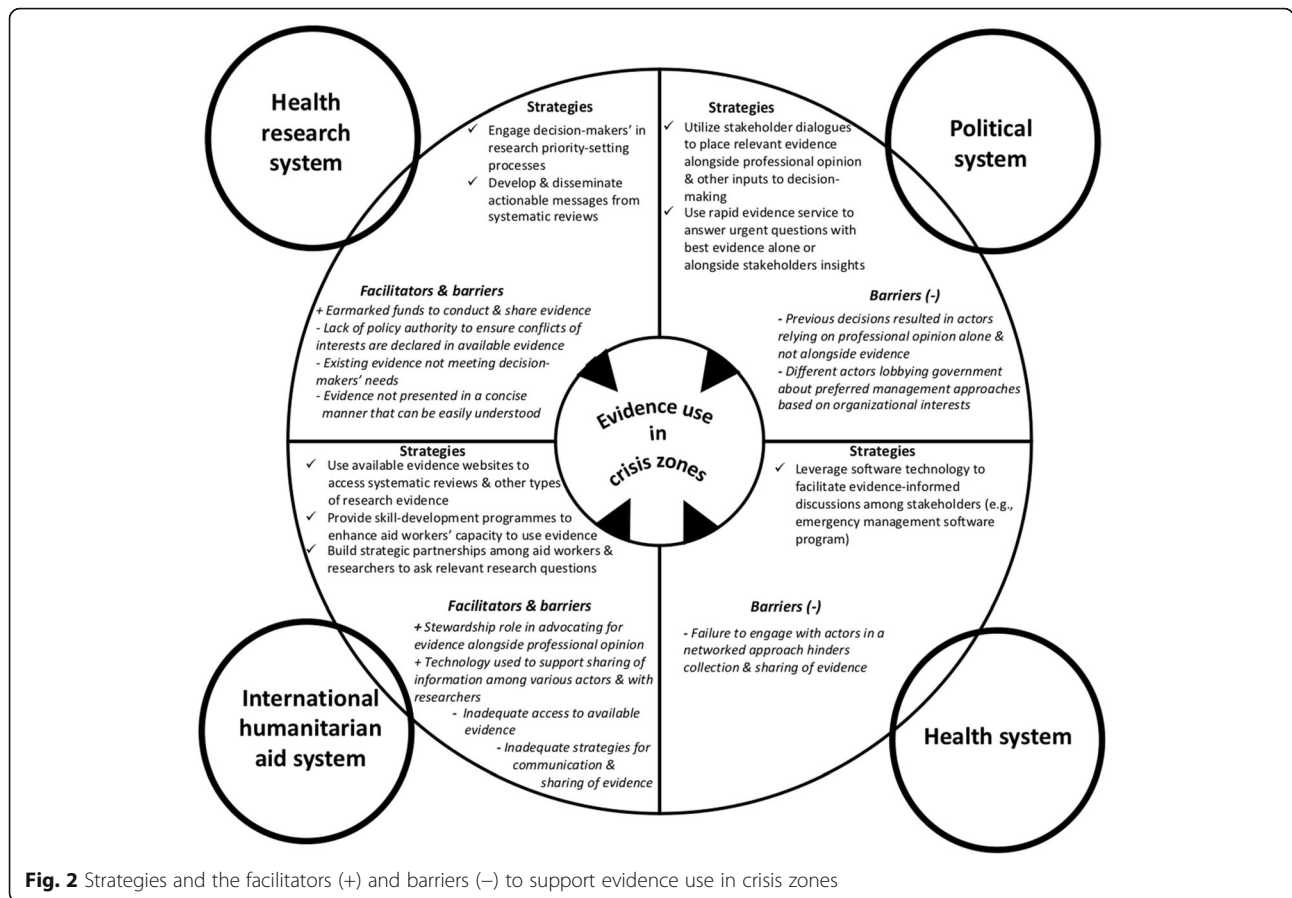 Health
research
system
Strategies
✓ Engage decision-makers' in
research priority-setting
processes
✓ Develop & disseminate
actionable messages from
systematic reviews
Facilitators & barriers
+ Earmarked funds to conduct & share evidence
- Lack of policy authority to ensure conflicts of
interests are declared in available evidence
- Existing evidence not meeting decision-
makers' needs
- Evidence not presented in a concise
manner that can be easily understood
Political
system
Strategies
✓ Utilize stakeholder dialogues
to place relevant evidence
alongside professional opinion
& other inputs to decision-
making
✓ Use rapid evidence service to
answer urgent questions with
best evidence alone or
alongside stakeholders insights
Barriers (-)
- Previous decisions resulted in actors
relying on professional opinion alone &
not alongside evidence
- Different actors lobbying government
about preferred management approaches
based on organizational interests
Evidence use
in
crisis zones
Strategies
✓ Use available evidence websites to
access systematic reviews & other types
of research evidence
✓ Provide skill-development programmes to
enhance aid workers' capacity to use evidence
✓ Build strategic partnerships among aid workers &
researchers to ask relevant research questions
Facilitators & barriers
+ Stewardship role in advocating for
evidence alongside professional opinion
+ Technology used to support sharing of
information among various actors & with
researchers
- Inadequate access to available
evidence
- Inadequate strategies for
communication &
sharing of evidence
International
humanitarian
aid system
Strategies
✓ Leverage software technology to
facilitate evidence-informed
discussions among stakeholders (e.g.,
emergency management software
program)
Barriers (-)
- Failure to engage with actors in a
networked approach hinders
collection & sharing of evidence
Health system
Fig. 2 Strategies and the facilitators (+) and barriers (−) to support evidence use in crisis zones